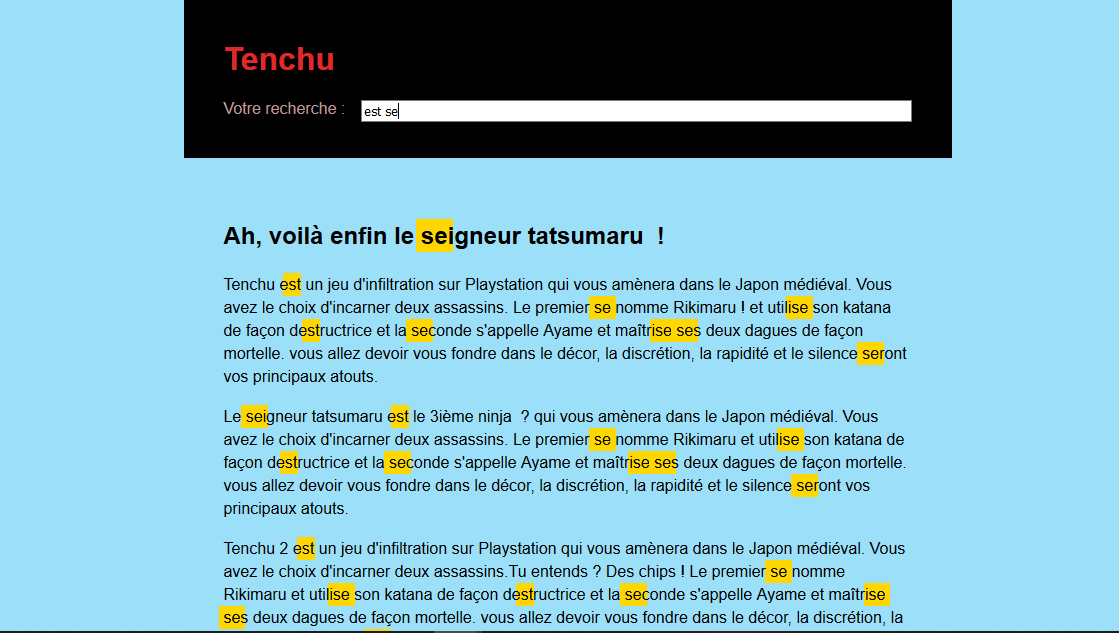 Tenchu
Votre recherche : est se
Ah, voilà enfin le seigneur tatsumaru  !
Tenchu est un jeu d'infiltration sur Playstation qui vous amènera dans le Japon médiéval. Vous
avez le choix d'incarner deux assassins. Le premier se nomme Rikimaru ! et utilise son katana
de façon destructrice et la seconde s'appelle Ayame et maîtrise ses deux dagues de façon
mortelle. vous allez devoir vous fondre dans le décor, la discrétion, la rapidité et le silence seront
vos principaux atouts.
Le seigneur tatsumaru est le 3ième ninja  ? qui vous amènera dans le Japon médiéval. Vous
avez le choix d'incarner deux assassins. Le premier se nomme Rikimaru et utilise son katana de
façon destructrice et la seconde s'appelle Ayame et maîtrise ses deux dagues de façon mortelle.
vous allez devoir vous fondre dans le décor, la discrétion, la rapidité et le silence seront vos
principaux atouts.
Tenchu 2 est un jeu d'infiltration sur Playstation qui vous amènera dans le Japon médiéval. Vous
avez le choix d'incarner deux assassins.Tu entends ? Des chips ! Le premier se nomme
Rikimaru et utilise son katana de façon destructrice et la seconde s'appelle Ayame et maîtrise
ses deux dagues de façon mortelle. vous allez devoir vous fondre dans le décor, la discrétion, la